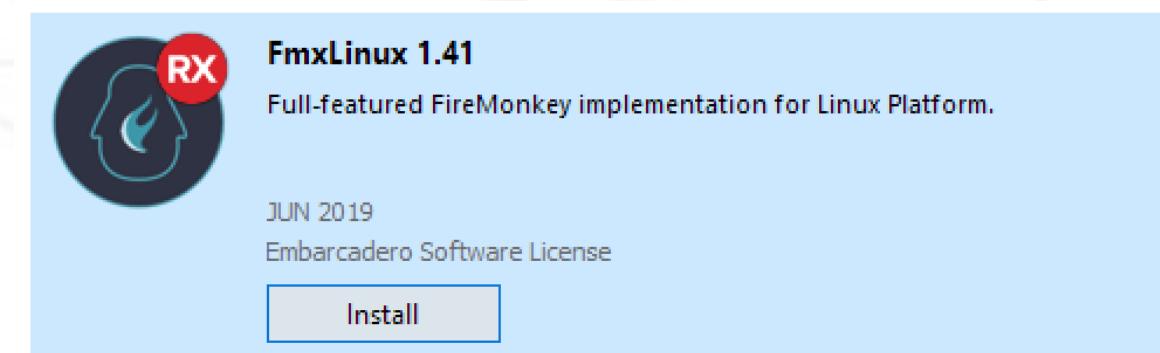 RX
FmxLinux 1.41
Full-featured FireMonkey implementation for Linux Platform.
JUN 2019
Embarcadero Software License
Install